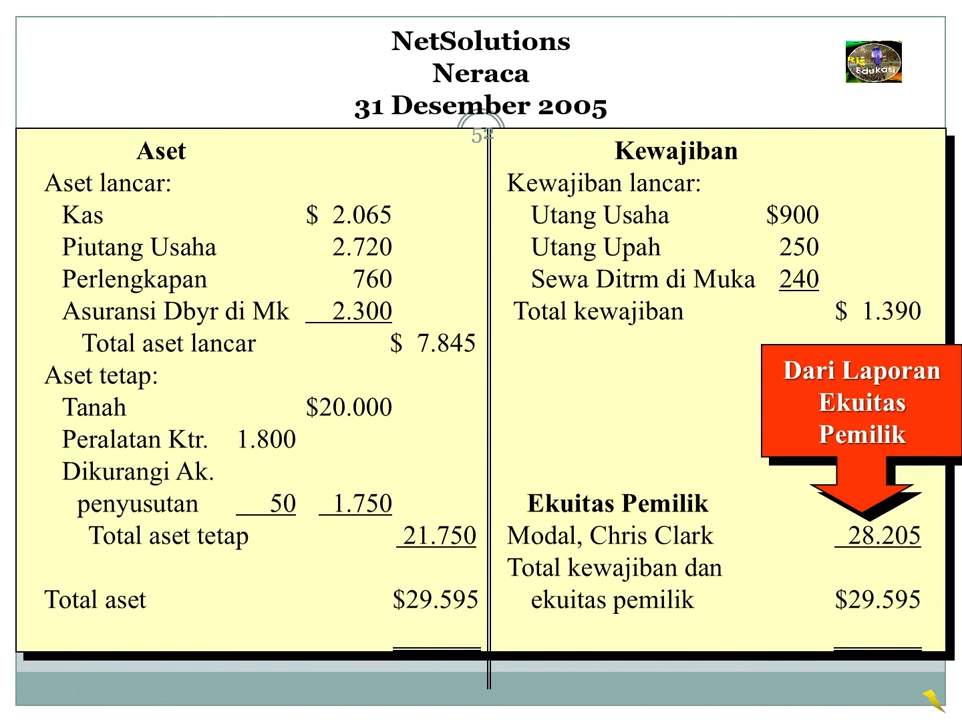 NetSolutions
Neraca
31 Desember 2005
Edukasi
52
Aset
Aset lancar:
Kas $ 2.065
Piutang Usaha 2.720
Perlengkapan 760
Asuransi Dbyr di Mk 2.300
Total aset lancar $ 7.845
Aset tetap:
Tanah $20.000
Peralatan Ktr. 1.800
Dikurangi Ak.
penyusutan 50 1.750
Total aset tetap 21.750
Total aset $29.595
Kewajiban
Kewajiban lancar:
Utang Usaha $900
Utang Upah 250
Sewa Ditrm di Muka 240
Total kewajiban $ 1.390
Dari Laporan
Ekuitas
Pemilik
Ekuitas Pemilik
Modal, Chris Clark 28.205
Total kewajiban dan
ekuitas pemilik $29.595